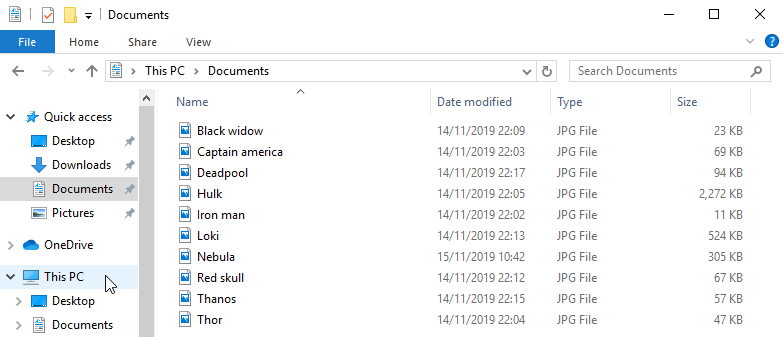 Documents
File Home Share View
This PC > Documents Search Documents
Name Date modified Type Size
Quick access
Desktop
Downloads
Documents
Pictures
OneDrive
This PC
Desktop
Documents
Black widow 14/11/2019 22:09 JPG File 23 KB
Captain america 14/11/2019 22:03 JPG File 69 KB
Deadpool 14/11/2019 22:17 JPG File 94 KB
Hulk 14/11/2019 22:05 JPG File 2,272 KB
Iron man 14/11/2019 22:02 JPG File 11 KB
Loki 14/11/2019 22:13 JPG File 524 KB
Nebula 15/11/2019 10:42 JPG File 305 KB
Red skull 14/11/2019 22:12 JPG File 67 KB
Thanos 14/11/2019 22:15 JPG File 57 KB
Thor 14/11/2019 22:04 JPG File 47 KB